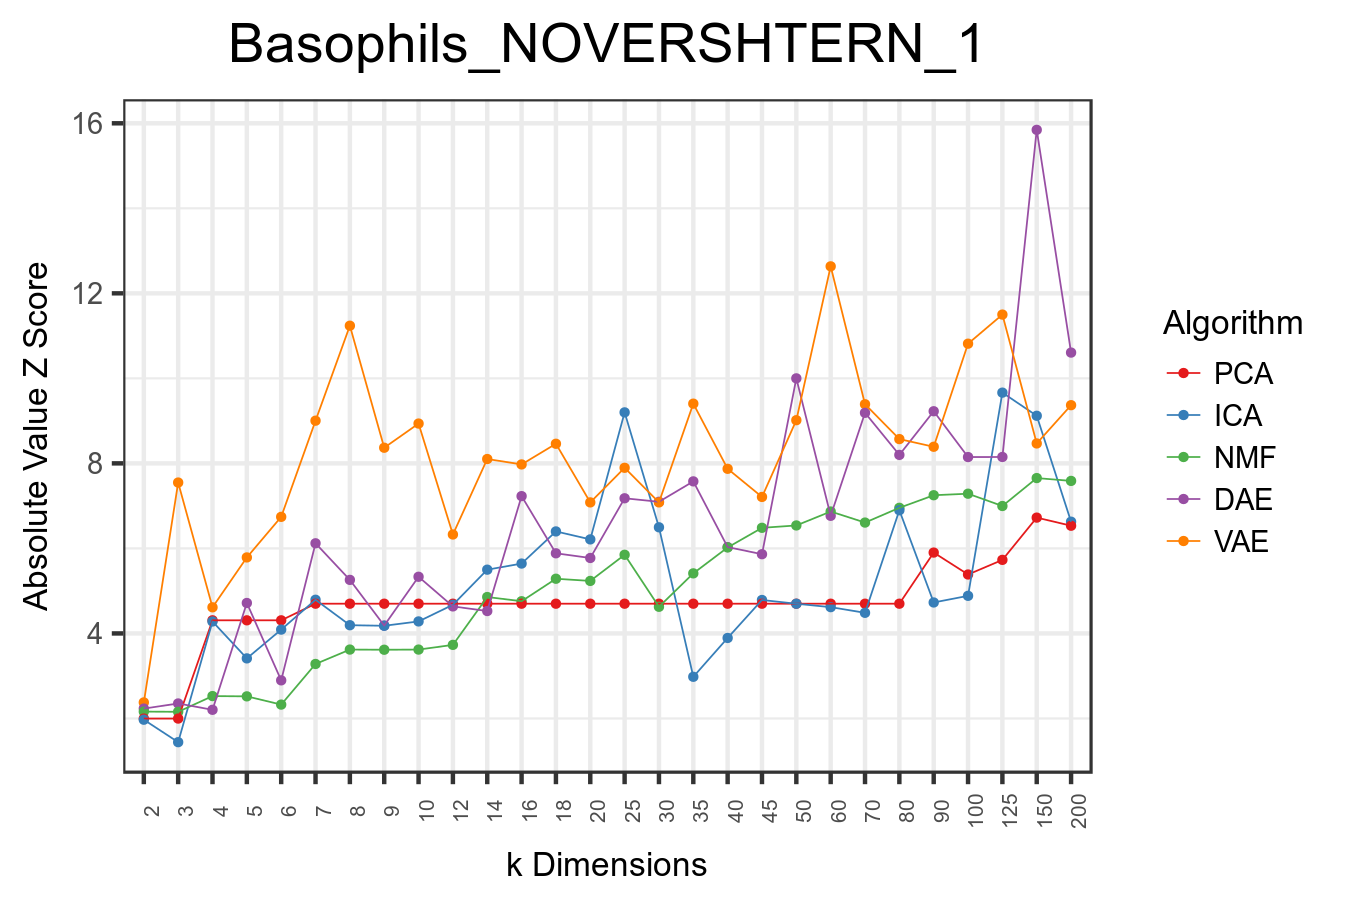 Basophils_NOVERSHTERN_1
Absolute Value Z Score
16
12
8
4
2 3 4 5 6 7 8 9 10 12 14 16 18 20 25 30 35 40 45 50 60 70 80 90 100 125 150 200
k Dimensions
Algorithm
PCA
ICA
NMF
DAE
VAE